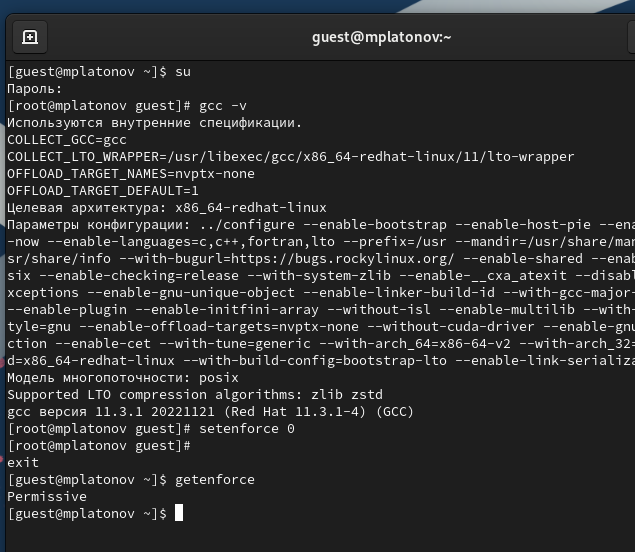 guest@mplatonov:~
[guest@mplatonov ~]$ su
Пароль:
[root@mplatonov guest]# gcc -v
Используются внутренние спецификации.
COLLECT_GCC=gcc
COLLECT_LTO_WRAPPER=/usr/libexec/gcc/x86_64-redhat-linux/11/lto-wrapper
OFFLOAD_TARGET_NAMES=nvptx-none
OFFLOAD_TARGET_DEFAULT=1
Целевая архитектура: x86_64-redhat-linux
Параметры конфигурации: ../configure --enable-bootstrap --enable-host-pie --ena
-now --enable-languages=c,c++,fortran,lto --prefix=/usr --mandir=/usr/share/man
sr/share/info --with-bugurl=https://bugs.rockylinux.org/ --enable-shared --enab
six --enable-checking=release --with-system-zlib --enable-__cxa_atexit --disabl
xceptions --enable-gnu-unique-object --enable-linker-build-id --with-gcc-major-
--enable-plugin --enable-initfini-array --without-isl --enable-multilib --with-
tyle=gnu --enable-offload-targets=nvptx-none --without-cuda-driver --enable-gnu
ction --enable-cet --with-tune=generic --with-arch_64=x86-64-v2 --with-arch_32=
d=x86_64-redhat-linux --with-build-config=bootstrap-lto --enable-link-serializa
Модель многопоточности: posix
Supported LTO compression algorithms: zlib zstd
gcc версия 11.3.1 20221121 (Red Hat 11.3.1-4) (GCC)
[root@mplatonov guest]# setenforce 0
[root@mplatonov guest]#
exit
[guest@mplatonov ~]$ getenforce
Permissive
[guest@mplatonov ~]$